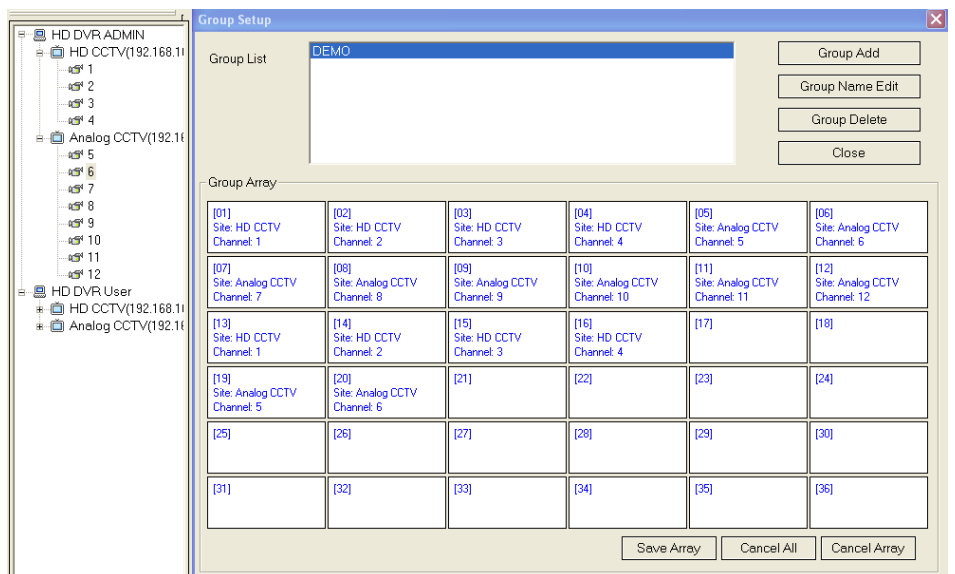 HD DVR ADMIN
HD CCTV(192.168.1
1
2
3
4
Analog CCTV(192.16
5
6
7
8
9
10
11
12
HD DVR User
HD CCTV(192.168.1
Analog CCTV(192.16
Group Setup
Group List
DEMO
Group Add
Group Name Edit
Group Delete
Close
Group Array
[01]
Site: HD CCTV
Channel: 1
[02]
Site: HD CCTV
Channel: 2
[03]
Site: HD CCTV
Channel: 3
[04]
Site: HD CCTV
Channel: 4
[05]
Site: Analog CCTV
Channel: 5
[06]
Site: Analog CCTV
Channel: 6
[07]
Site: Analog CCTV
Channel: 7
[08]
Site: Analog CCTV
Channel: 8
[09]
Site: Analog CCTV
Channel: 9
[10]
Site: Analog CCTV
Channel: 10
[11]
Site: Analog CCTV
Channel: 11
[12]
Site: Analog CCTV
Channel: 12
[13]
Site: HD CCTV
Channel: 1
[14]
Site: HD CCTV
Channel: 2
[15]
Site: HD CCTV
Channel: 3
[16]
Site: HD CCTV
Channel: 4
[17]
[18]
[19]
Site: Analog CCTV
Channel: 5
[20]
Site: Analog CCTV
Channel: 6
[21]
[22]
[23]
[24]
[25]
[26]
[27]
[28]
[29]
[30]
[31]
[32]
[33]
[34]
[35]
[36]
Save Array
Cancel All
Cancel Array